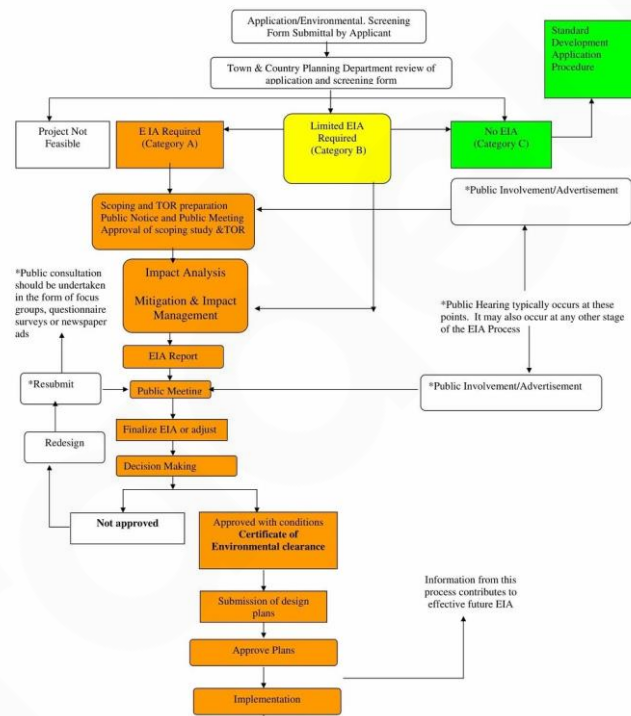 Application/Environmental. Screening
Form Submittal by Applicant
Standard
Development
Application
Procedure
Town & Country Planning Department review of
application and screening form
Project Not
Feasible
E IA Required
(Category A)
Limited EIA
Required
(Category B)
No EIA
(Category C)
*Public Involvement/Advertisement
Scoping and TOR preparation
Public Notice and Public Meeting
Approval of scoping study &TOR
Impact Analysis
Mitigation & Impact
Management
*Public consultation
should be undertaken
in the form of focus
groups, questionnaire
surveys or newspaper
ads
*Public Hearing typically occurs at these
points. It may also occur at any other stage
of the EIA Process
EIA Report
*Resubmit
Public Meeting
*Public Involvement/Advertisement
Finalize EIA or adjust
Redesign
Decision Making
Not approved
Approved with conditions
Certificate of
Environmental clearance
Information from this
process contributes to
effective future EIA
Submission of design
plans
Approve Plans
Implementation